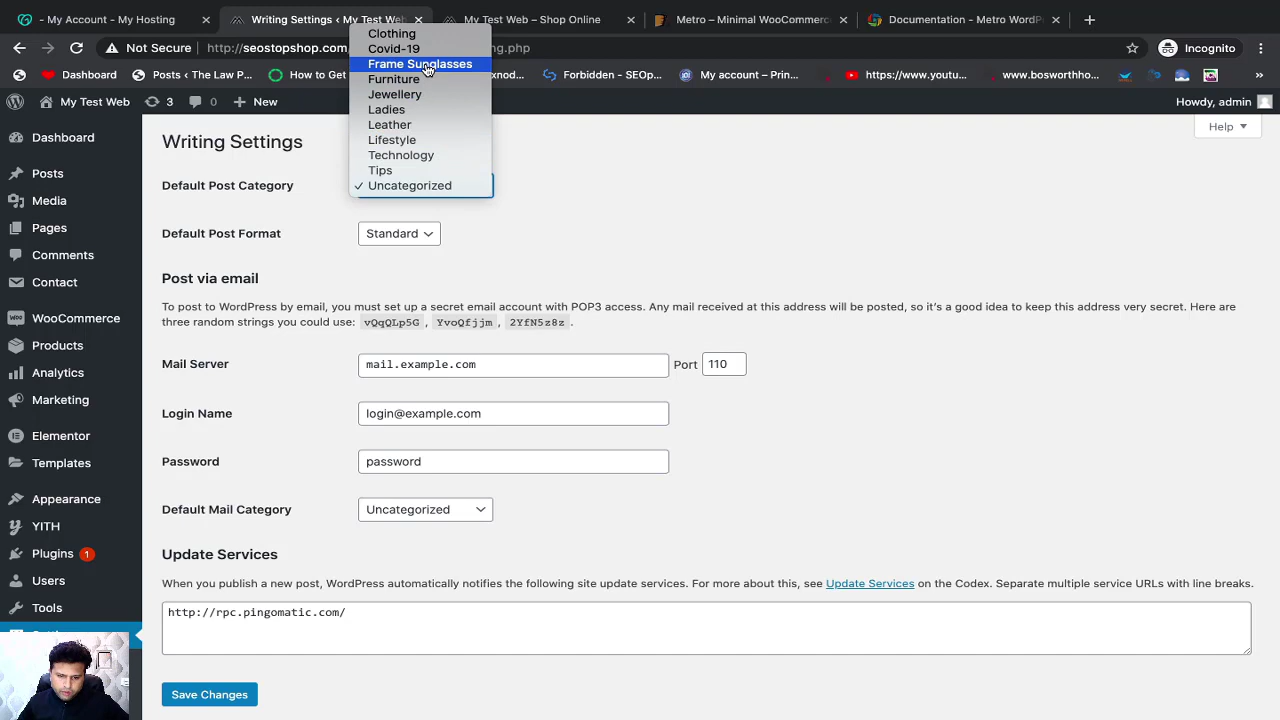 My Account - My Hosting
Writing Settings ‹ My Test Web
My Test Web – Shop Online
Metro – Minimal WooCommerc
Documentation - Metro WordP
Not Secure
http://seostopshop.com
ng.php
Incognito
Dashboard
Posts ‹ The Law P...
How to Get
xnod...
Forbidden - SEOp...
My account – Prin...
https://www.youtu...
www.bosworthins...
My Test Web
3
0
New
Howdy, admin
Clothing
Covid-19
Frame Sunglasses
Furniture
Jewellery
Ladies
Leather
Lifestyle
Technology
Tips
✓ Uncategorized
Dashboard
Posts
Media
Pages
Comments
Contact
WooCommerce
Products
Analytics
Marketing
Elementor
Templates
Appearance
YITH
Plugins 1
Users
Tools
Help
Writing Settings
Default Post Category
Default Post Format
Standard
Post via email
To post to WordPress by email, you must set up a secret email account with POP3 access. Any mail received at this address will be posted, so it's a good idea to keep this address very secret. Here are
three random strings you could use: vQqQLp5G , YvoQfjjm , 2YfN5z8z .
Mail Server
mail.example.com
Port
110
Login Name
login@example.com
Password
password
Default Mail Category
Uncategorized
Update Services
When you publish a new post, WordPress automatically notifies the following site update services. For more about this, see Update Services on the Codex. Separate multiple service URLs with line breaks.
http://rpc.pingomatic.com/
Save Changes